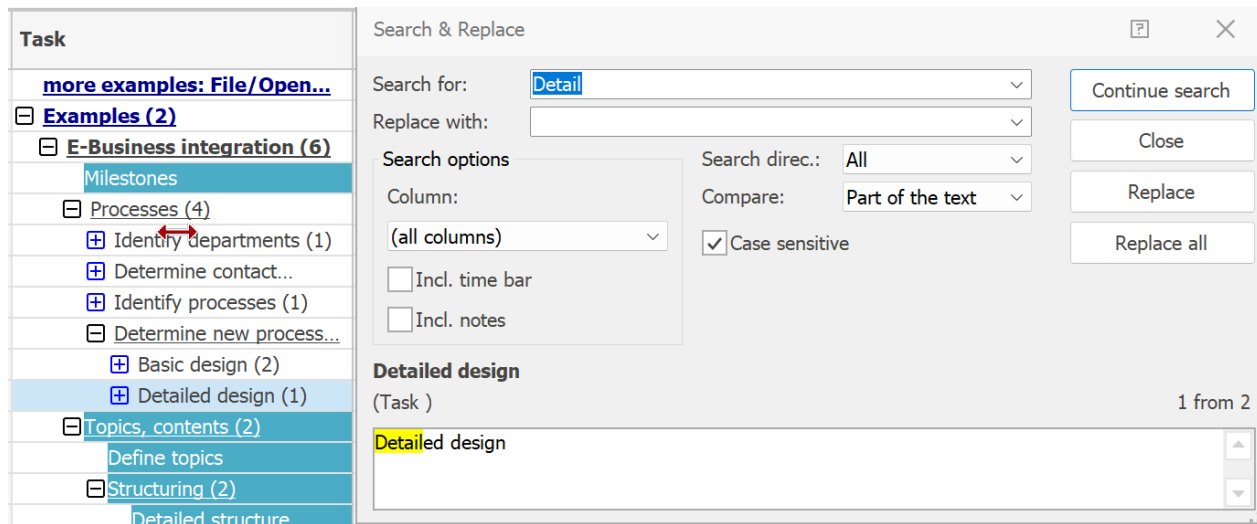 Task
more examples: File/Open...
Examples (2)
E-Business integration (6)
Milestones
Processes (4)
Identify departments (1)
Determine contact...
Identify processes (1)
Determine new process...
Basic design (2)
Detailed design (1)
Topics, contents (2)
Define topics
Structuring (2)
Detailed structure
Search & Replace
?
Search for:
Detail
Continue search
Replace with:
Close
Search options
Search direc.:
All
Column:
Compare:
Part of the text
Replace
(all columns)
Case sensitive
Replace all
Incl. time bar
Incl. notes
Detailed design
(Task )
1 from 2
Detailed design